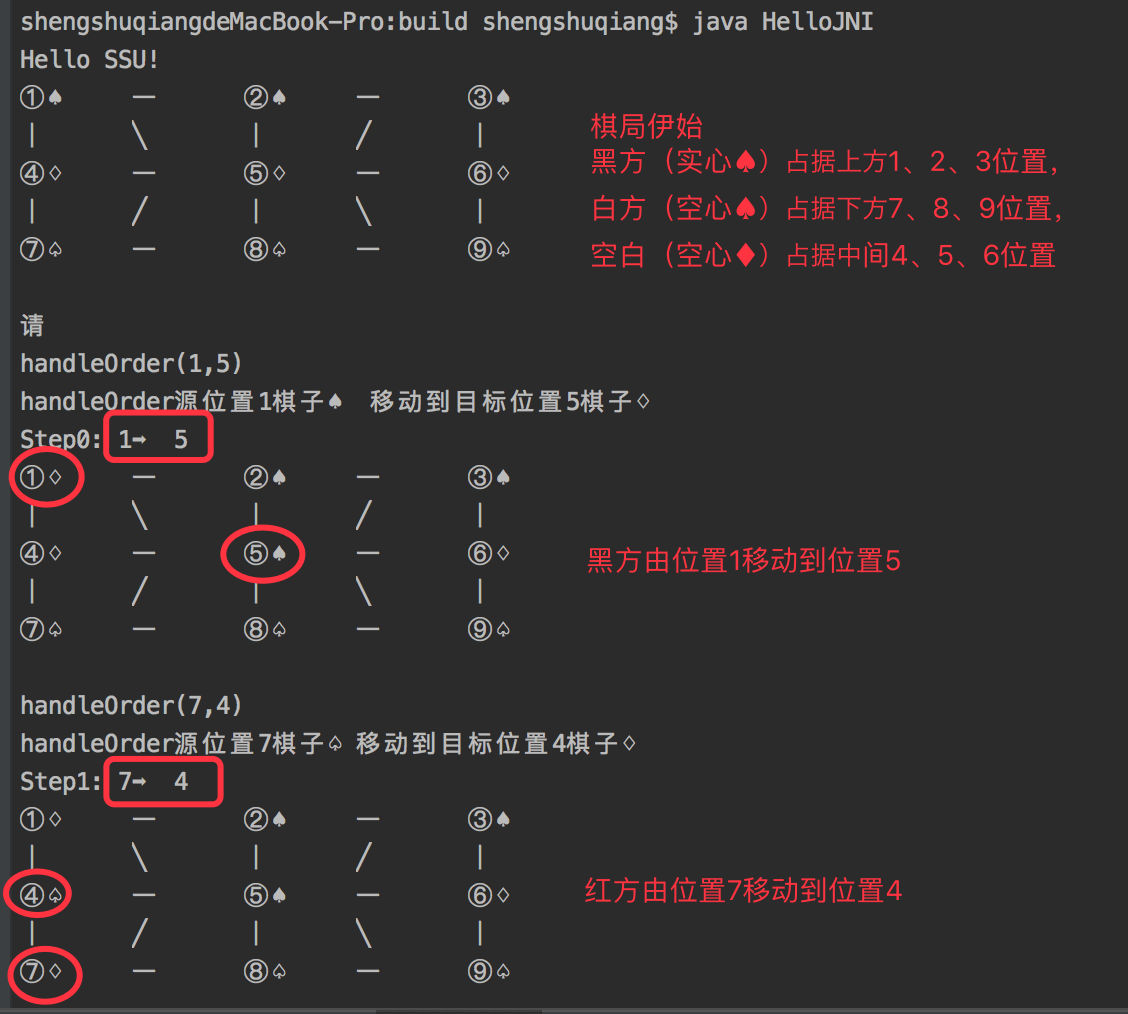 shengshuqiangdeMacBook-Pro:build shengshuqiang$ java HelloJNI
Hello SSU!
①♠ — ②♠ — ③♠
| \ | / |
④♢ — ⑤♢ — ⑥♢
| / | \ |
⑦♤ — ⑧♤ — ⑨♤
棋局伊始
黑方（实心♠）占据上方1、2、3位置，
白方（空心♠）占据下方7、8、9位置，
空白（空心♦）占据中间4、5、6位置
请
handleOrder(1,5)
handleOrder源位置1棋子♠ 移动到目标位置5棋子♢
Step0: 1➡ 5
①♢ — ②♠ — ③♠
| \ | / |
④♢ — ⑤♠ — ⑥♢
| / | \ |
⑦♤ — ⑧♤ — ⑨♤
黑方由位置1移动到位置5
handleOrder(7,4)
handleOrder源位置7棋子♤ 移动到目标位置4棋子♢
Step1: 7➡ 4
①♢ — ②♠ — ③♠
| \ | / |
④♤ — ⑤♠ — ⑥♢
| / | \ |
⑦♢ — ⑧♤ — ⑨♤
红方由位置7移动到位置4